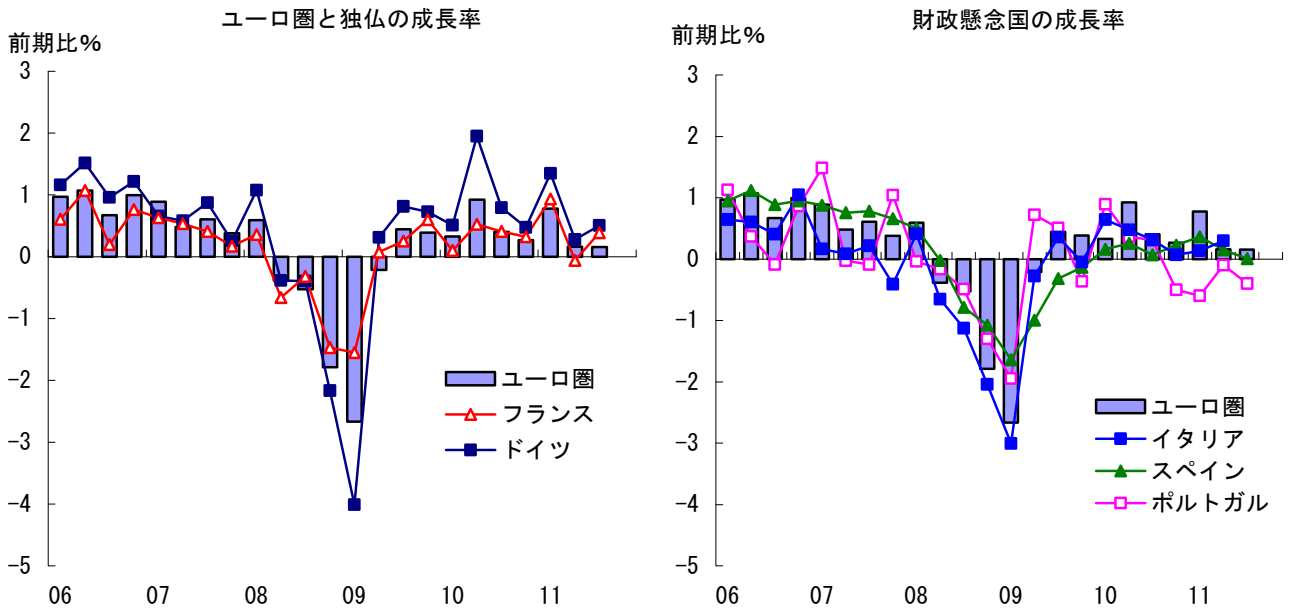 ユーロ圏と独仏の成長率
前期比%
3
2
1
0
-1
-2
-3
-4
-5
06 07 08 09 10 11
ユーロ圏
フランス
ドイツ
財政懸念国の成長率
前期比%
3
2
1
0
-1
-2
-3
-4
-5
06 07 08 09 10 11
ユーロ圏
イタリア
スペイン
ポルトガル